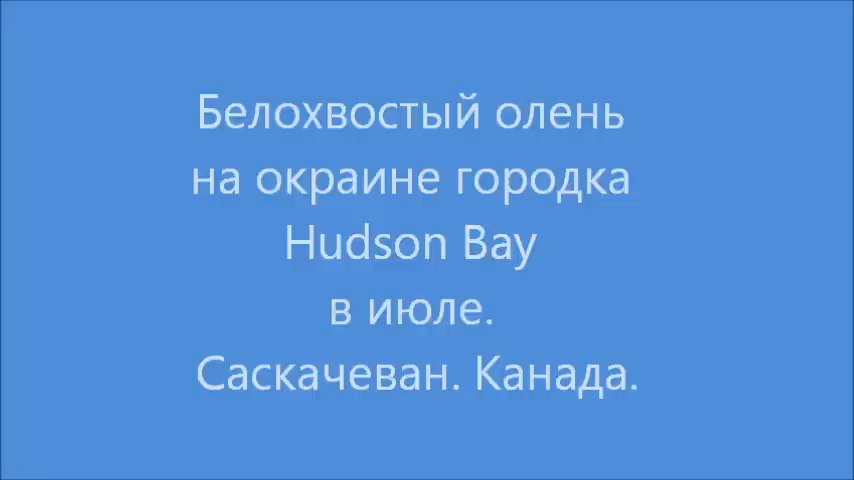 Белохвостый олень
на окраине городка
Hudson Bay
в июле.
Саскачеван. Канада.